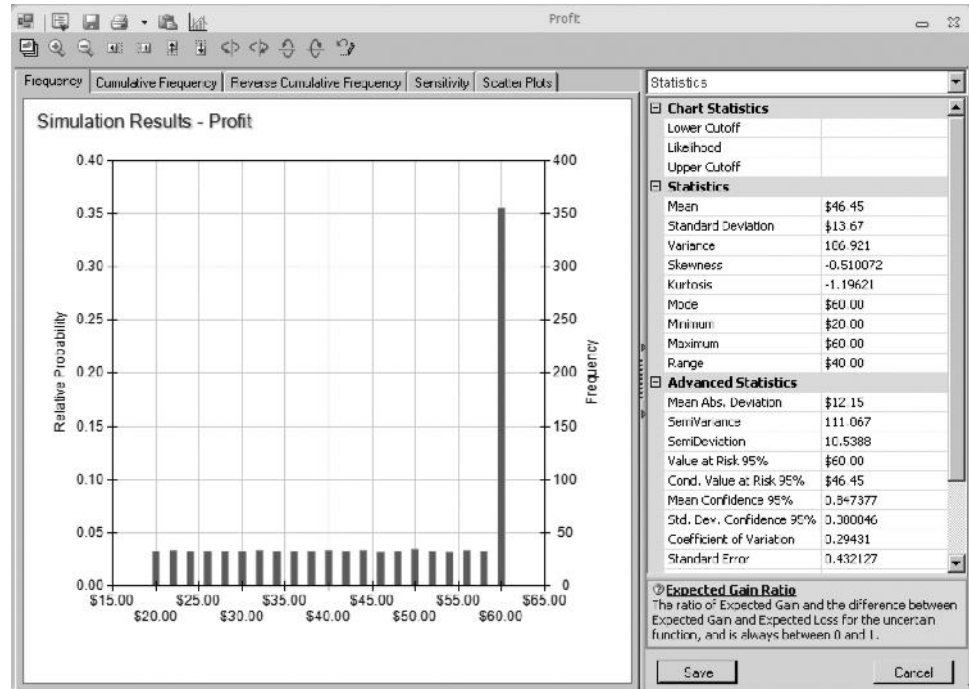 Profit
Frequency Cumulative Frequency Reverse Cumulative Frequency Sensitivity Scatter Plots
Simulation Results - Profit
0.40 400
0.35 350
0.30 300
0.25 250
0.20 200
0.15 150
0.10 100
0.05 50
0.00 0
Relative Probability
Frequency
$15.00 $25.00 $35.00 $45.00 $55.00 $65.00
$20.00 $30.00 $40.00 $50.00 $60.00
Statistics
Chart Statistics
Lower Cutoff
Likelihood
Upper Cutoff
Statistics
Mean $46.45
Standard Deviation $13.67
Variance 186.921
Skewness -0.510072
Kurtosis -1.19621
Mode $60.00
Minimum $20.00
Maximum $60.00
Range $40.00
Advanced Statistics
Mean Abs. Deviation $12.15
SemiVariance 111.067
SemiDeviation 10.5388
Value at Risk 95% $60.00
Cond. Value at Risk 95% $46.45
Mean Confidence 95% 0.847377
Std. Dev. Confidence 95%
Coefficient of Variation 0.29431
Standard Error 0.432127
Expected Gain Ratio
The ratio of Expected Gain and the difference between
Expected Gain and Expected Loss for the uncertain
function, and is always between 0 and 1.
Save Cancel